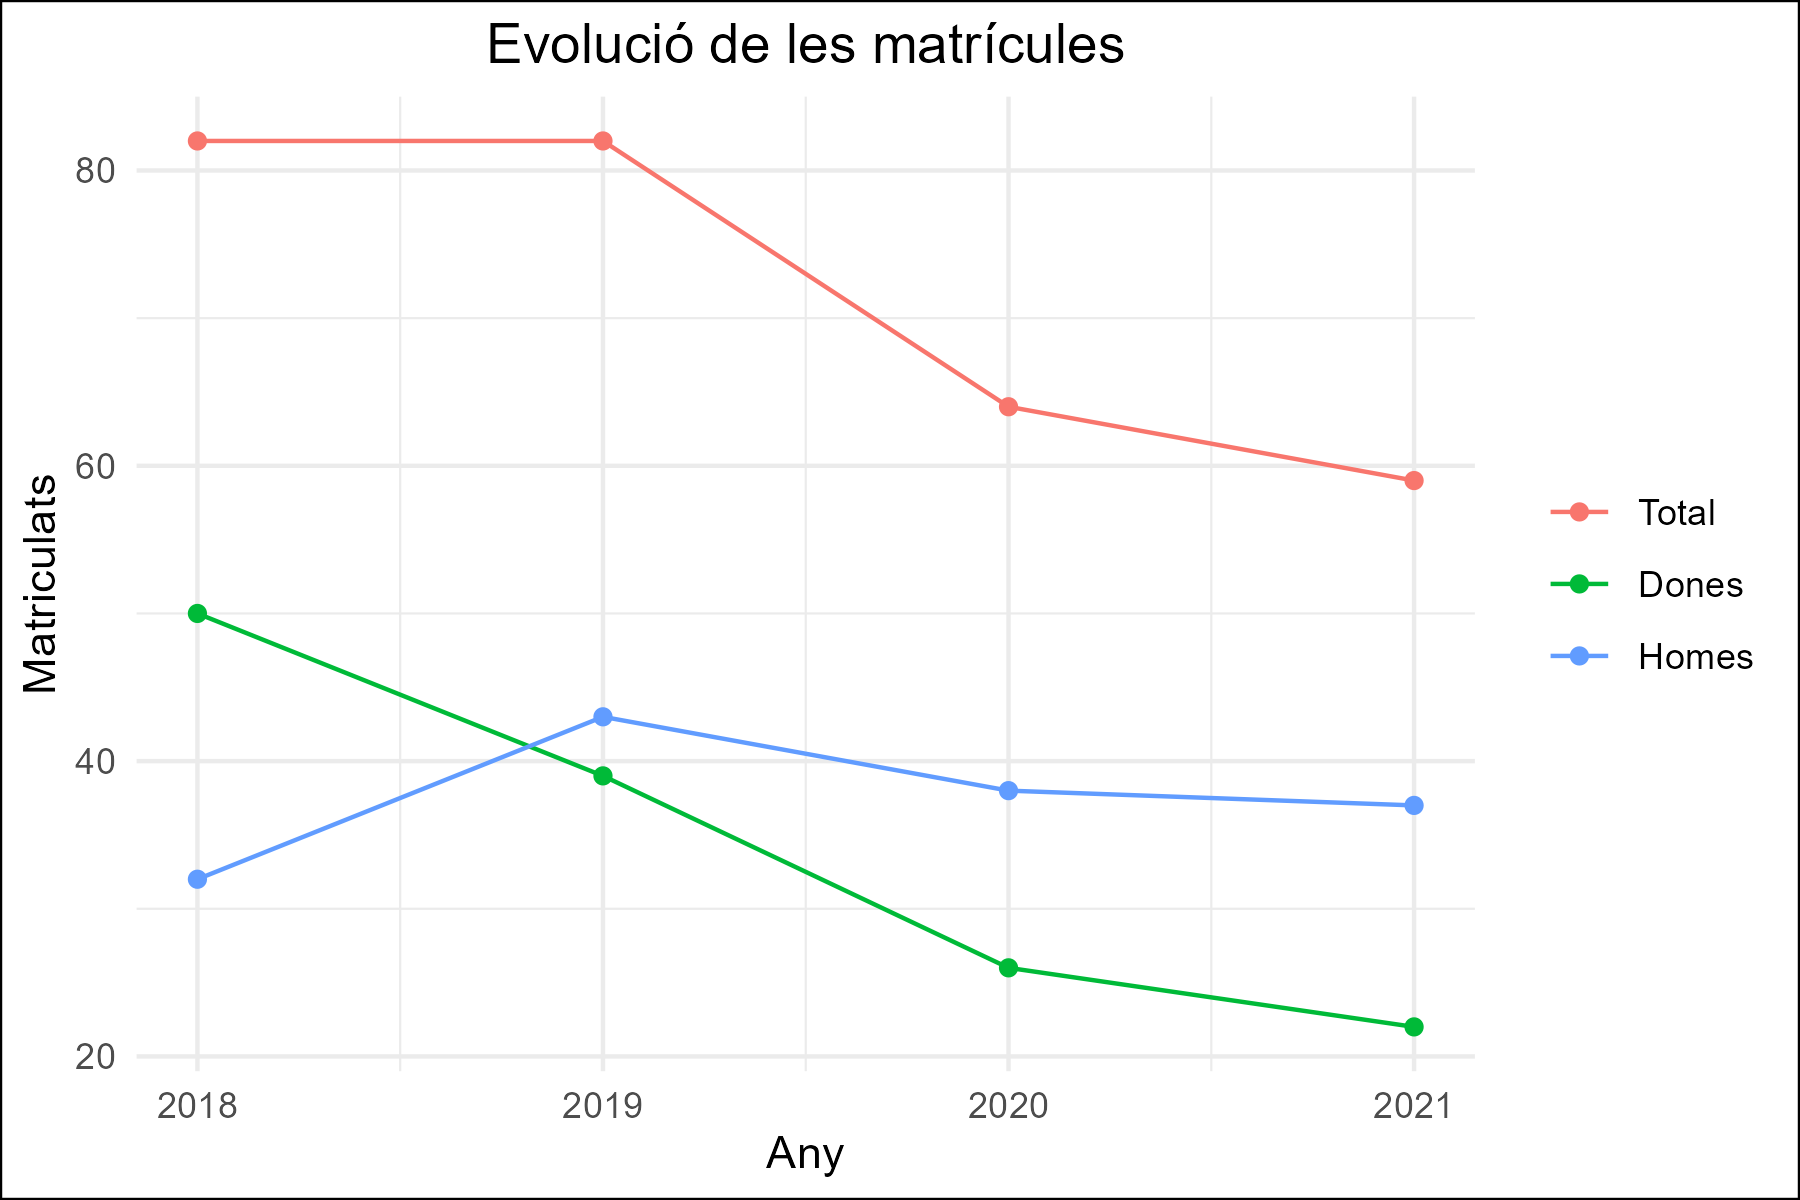 Evolució de les matrícules
Matriculats
80
60
40
20
2018 2019 2020 2021
Any
Total
Dones
Homes